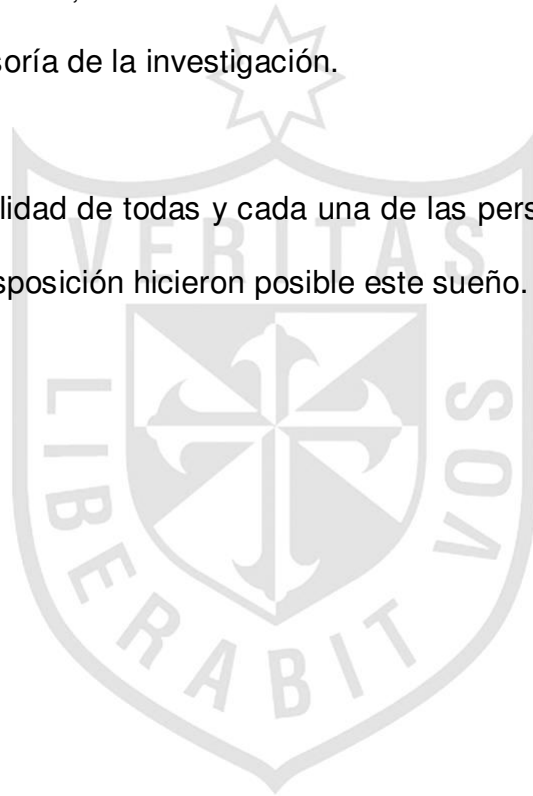 soría de la investigación.
lidad de todas y cada una de las pers
sposición hicieron posible este sueño.
VERITAS
LIBERABIT VOS